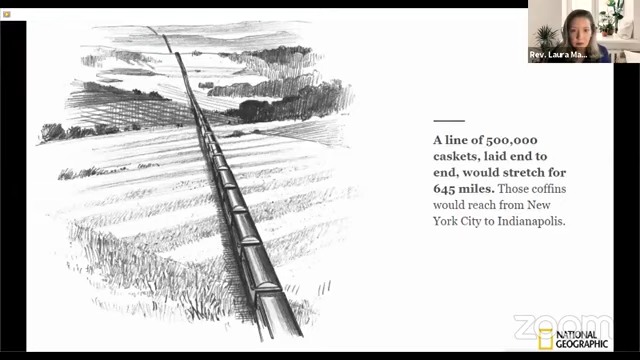 Rev. Laura Ma...
A line of 500,000
caskets, laid end to
end, would stretch for
645 miles. Those coffins
would reach from New
York City to Indianapolis.
zoom
NATIONAL
GEOGRAPHIC